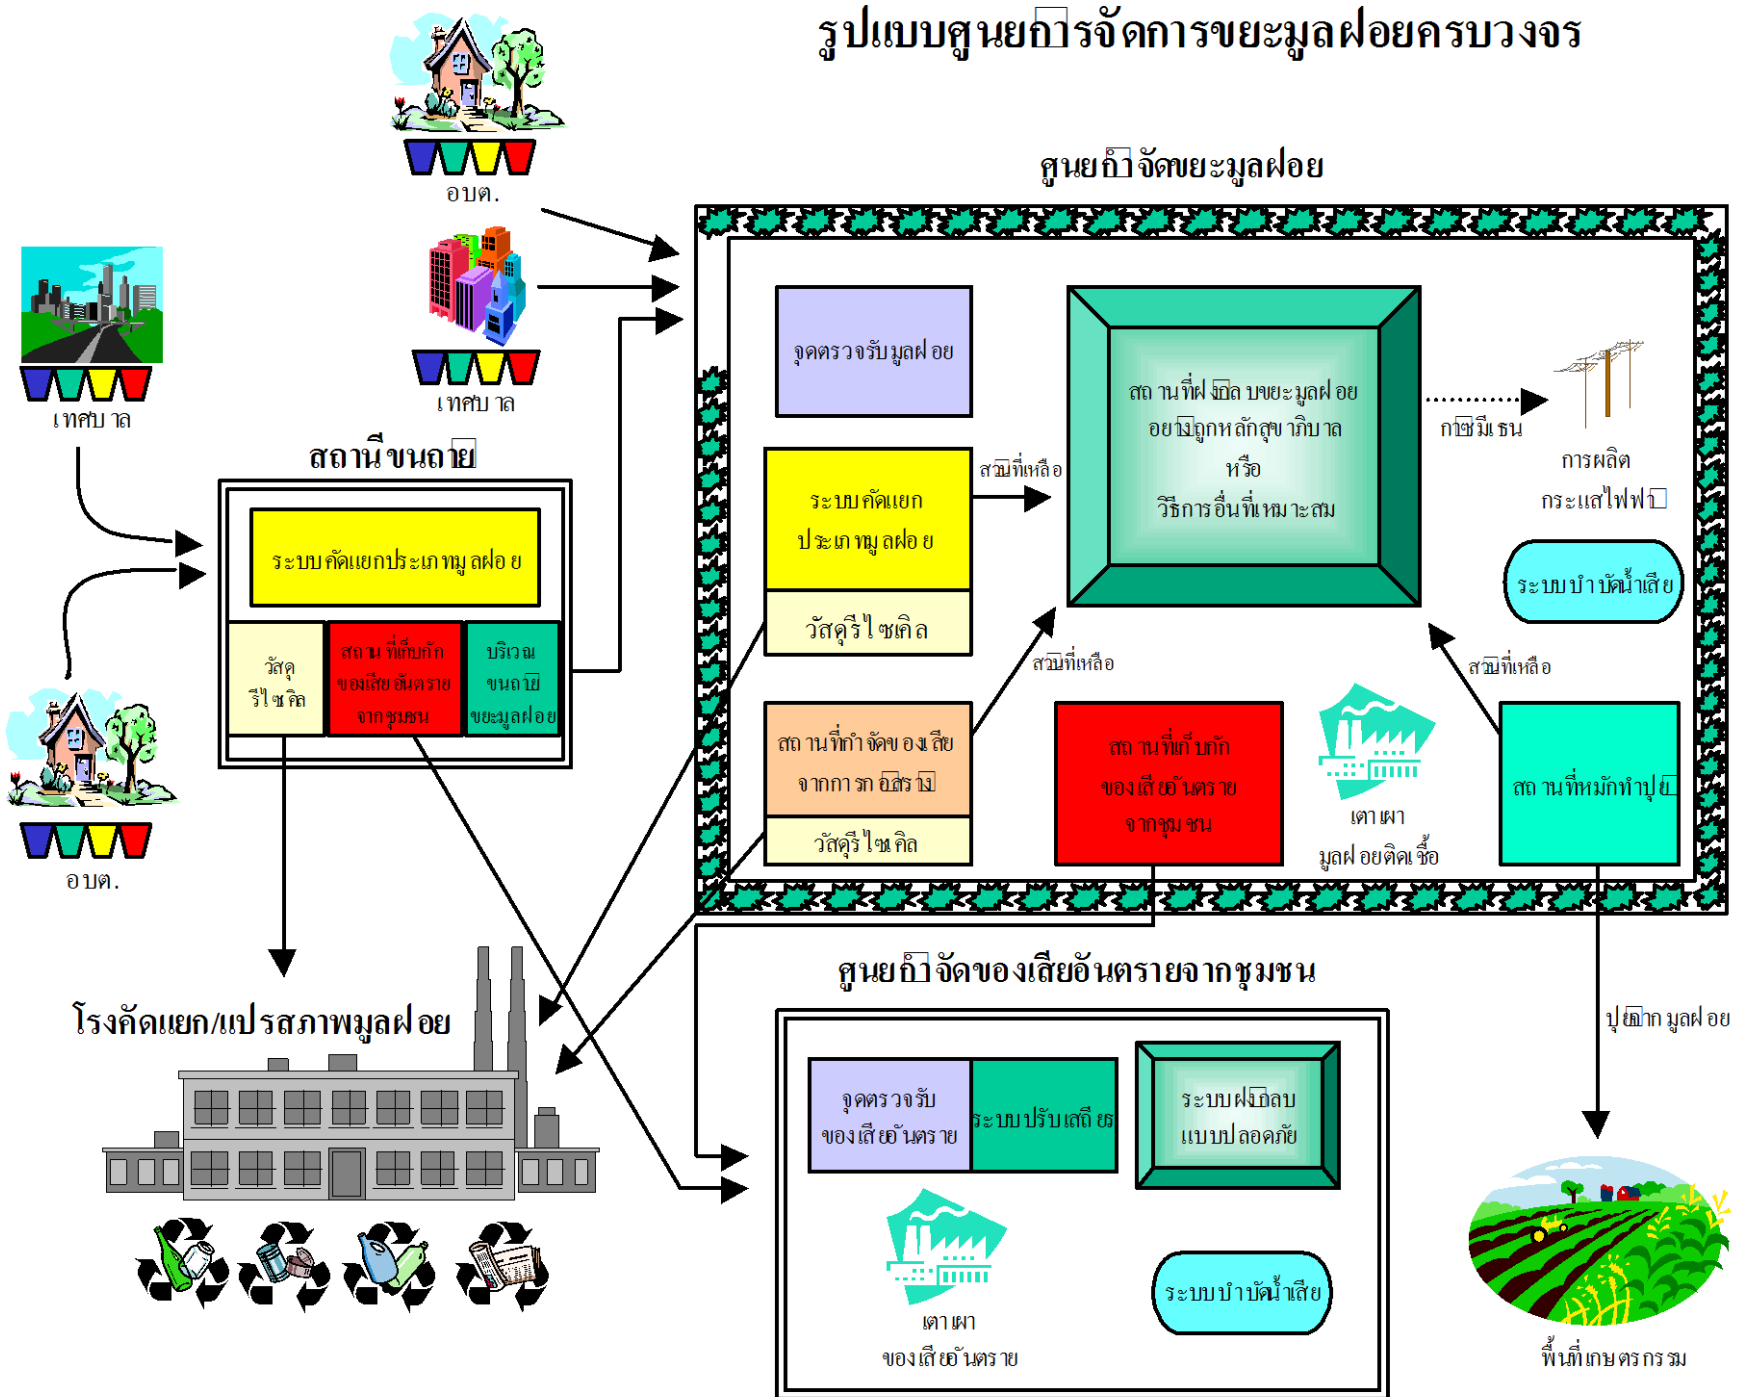 รูปแบบศูนย์การจัดการขยะมูลฝอยครบวงจร
อบต.
ศูนย์กำจัดขยะมูลฝอย
เทศบาล
เทศบาล
จุดตรวจรับมูลฝอย
สถานที่ฝังกลบขยะมูลฝอย
อย่างถูกหลักสุขาภิบาล
หรือ
วิธีการอื่นที่เหมาะสม
ก๊าซมีเธน
การผลิต
กระแสไฟฟ้า
สถานีขนถ่าย
ระบบคัดแยกประเภทมูลฝอย
วัสดุ
รีไซเคิล
สถานที่เก็บกัก
ของเสียอันตราย
จากชุมชน
บริเวณ
ขนถ่าย
ขยะมูลฝอย
ส่วนที่เหลือ
ระบบคัดแยก
ประเภทมูลฝอย
วัสดุรีไซเคิล
ระบบบำบัดน้ำเสีย
ส่วนที่เหลือ
ส่วนที่เหลือ
สถานที่กำจัดของเสีย
จากการก่อสร้าง
วัสดุรีไซเคิล
สถานที่เก็บกัก
ของเสียอันตราย
จากชุมชน
เตาเผา
มูลฝอยติดเชื้อ
สถานที่หมักทำปุ๋ย
อบต.
ศูนย์กำจัดของเสียอันตรายจากชุมชน
โรงคัดแยก/แปรสภาพมูลฝอย
ปุ๋ยจากมูลฝอย
จุดตรวจรับ
ของเสียอันตราย
ระบบปรับเสถียร
ระบบฝังกลบ
แบบปลอดภัย
เตาเผา
ของเสียอันตราย
ระบบบำบัดน้ำเสีย
พื้นที่เกษตรกรรม